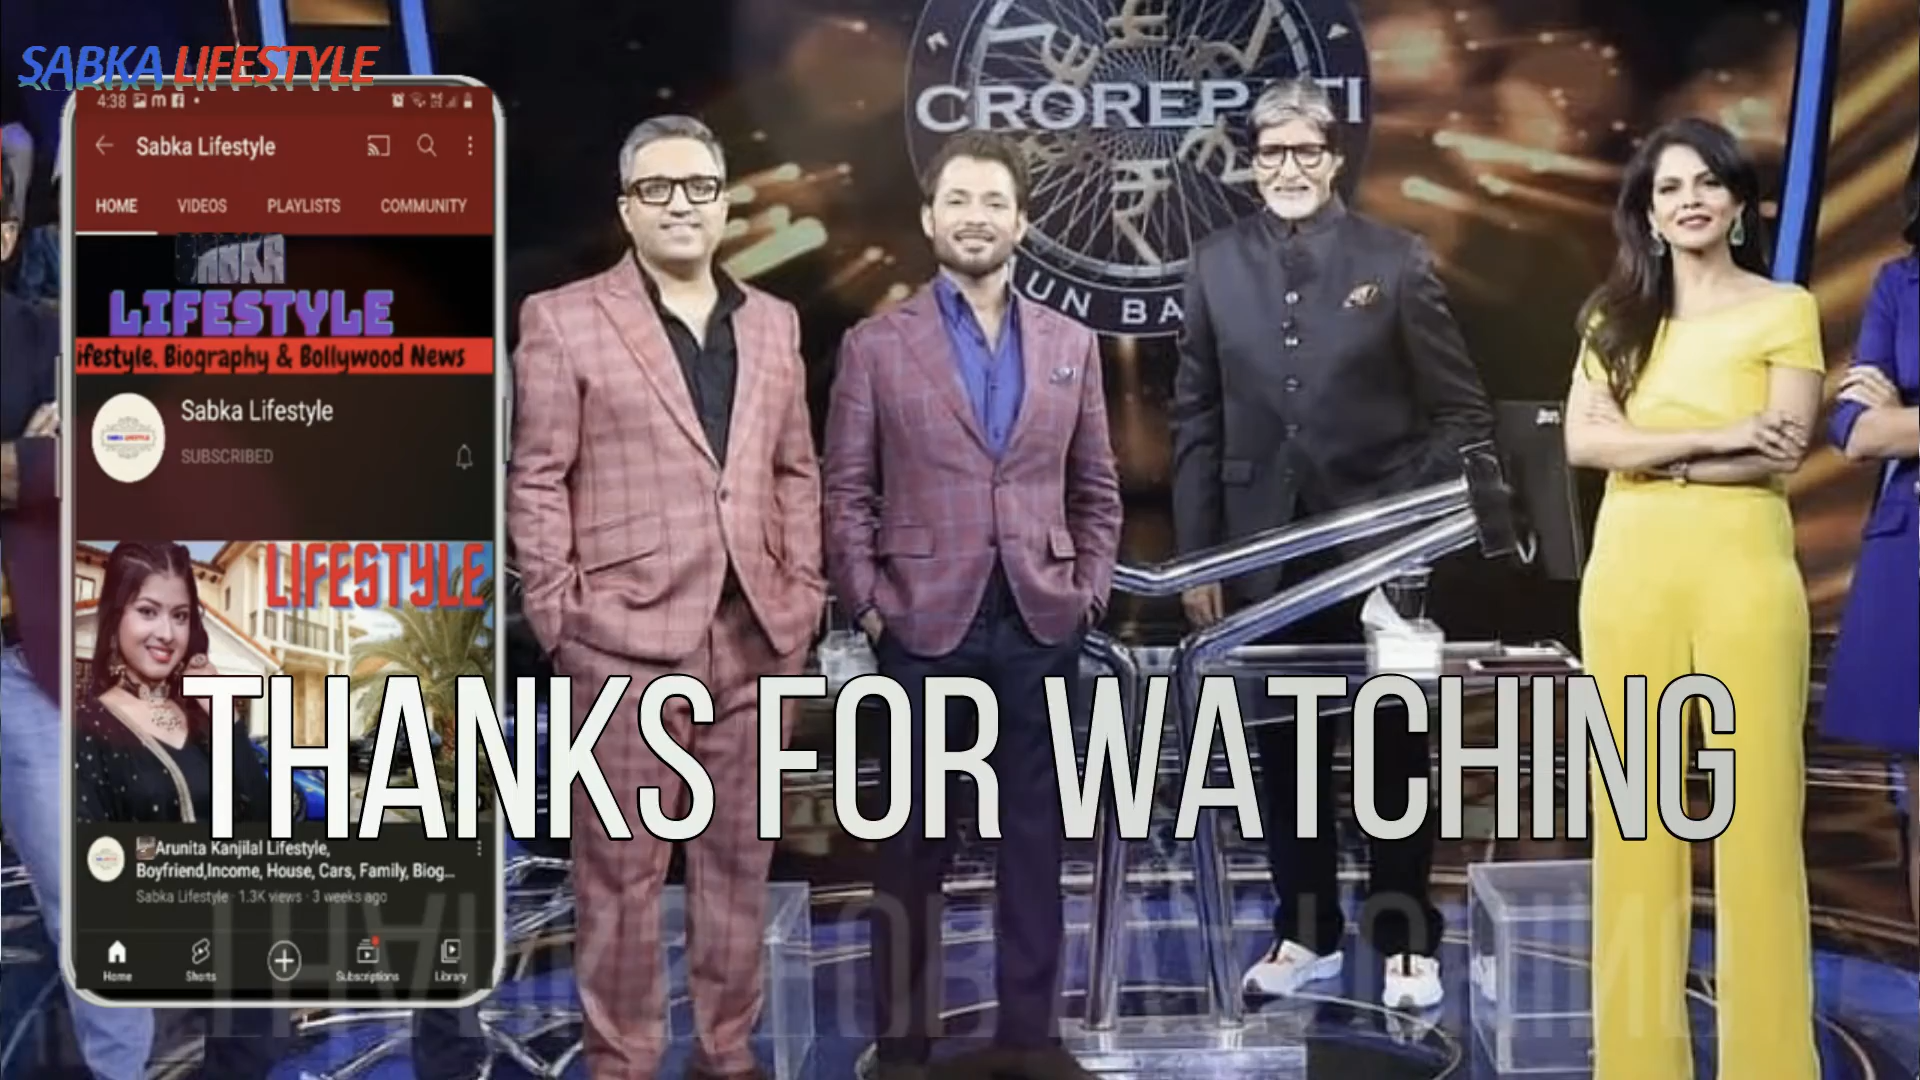 SABKA LIFESTYLE
4:38
Sabka Lifestyle
HOME VIDEOS PLAYLISTS COMMUNITY
LIFESTYLE
ifestyle, Biography & Bollywood News
Sabka Lifestyle
SUBSCRIBED
LIFESTYLE
Arunita Kanjilal Lifestyle,
Boyfriend,Income, House, Cars, Family, Biog...
Sabka Lifestyle · 1.3K views · 3 weeks ago
Home Shorts Subscriptions Library
CROREP TI
UN BA
THANKS FOR WATCHING